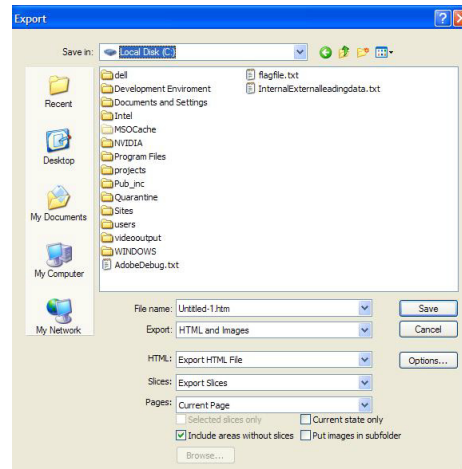 Export
Save in: Local Disk (C:)
dell
Development Enviroment
Documents and Settings
Intel
MSOCache
NVIDIA
Program Files
projects
Pub_inc
Quarantine
Sites
users
videooutput
WINDOWS
AdobeDebug.txt
flagfile.txt
InternalExternalleadingdata.txt
Recent
Desktop
My Documents
My Computer
My Network
File name: Untitled-1.htm
Save
Export: HTML and Images
Cancel
HTML: Export HTML File
Options...
Slices: Export Slices
Pages: Current Page
Selected slices only
Current state only
Include areas without slices
Put images in subfolder
Browse...